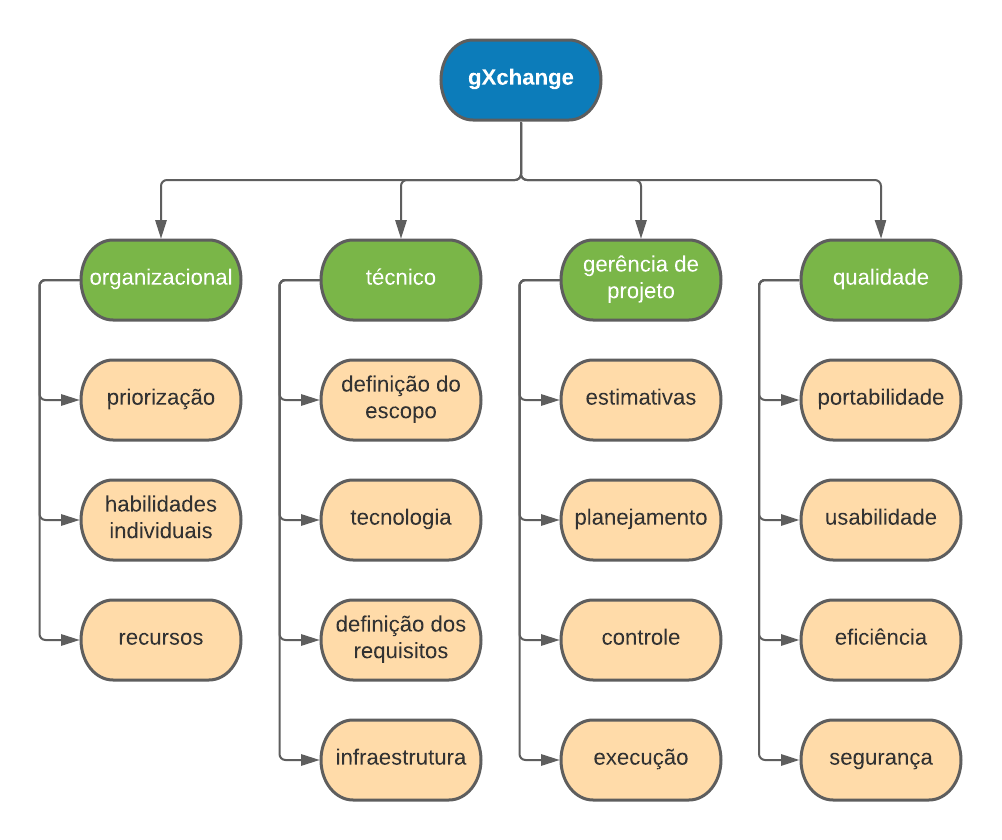 gXchange
organizacional
priorização
habilidades
individuais
recursos
técnico
definição do
escopo
tecnologia
definição dos
requisitos
infraestrutura
gerência de
projeto
estimativas
planejamento
controle
execução
qualidade
portabilidade
usabilidade
eficiência
segurança